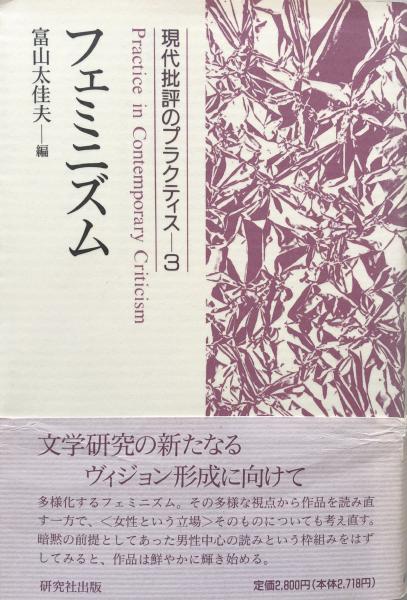 現代批評のプラクティス—3
Practice in Contemporary Criticism
フェミニズム
富山太佳夫—編
文学研究の新たなる
ヴィジョン形成に向けて
多様化するフェミニズム。その多様な視点から作品を読み直
す一方で、<女性という立場>そのものについても考え直す。
暗黙の前提としてあった男性中心の読みという枠組みをはず
してみると、作品は鮮やかに輝き始める。
研究社出版
定価2,800円(本体2,718円)